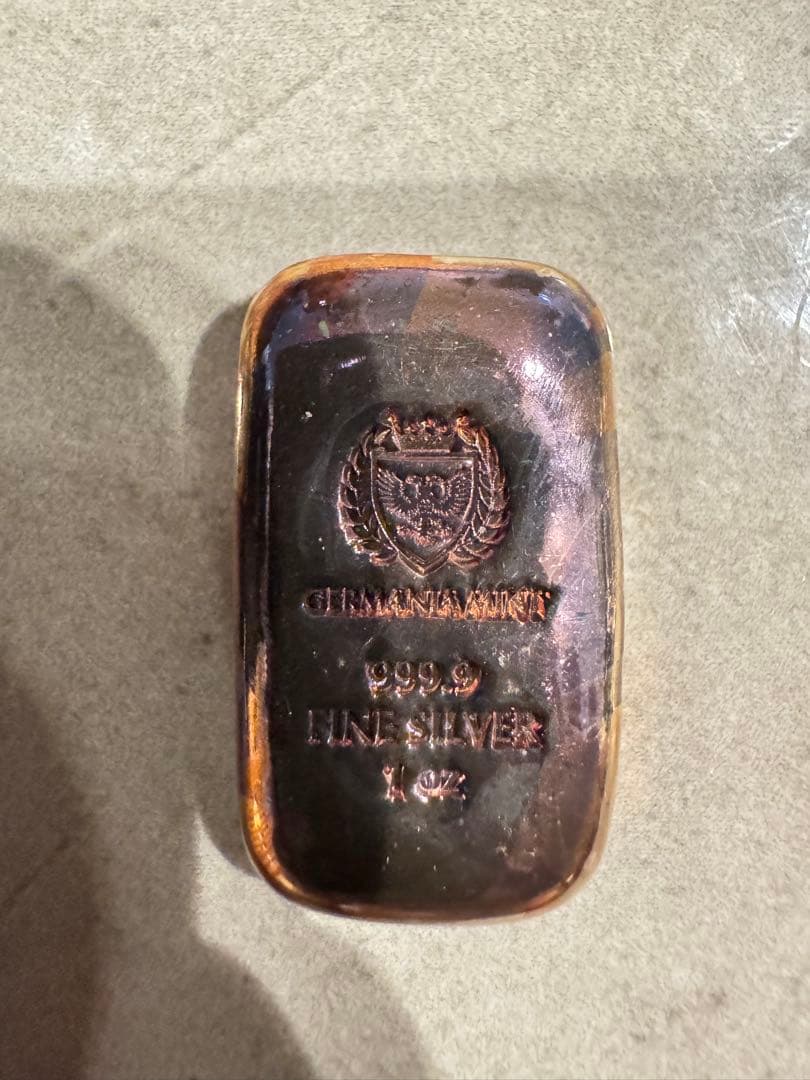 GERMANIA MINT
999.9
FINE SILVER
1 oz